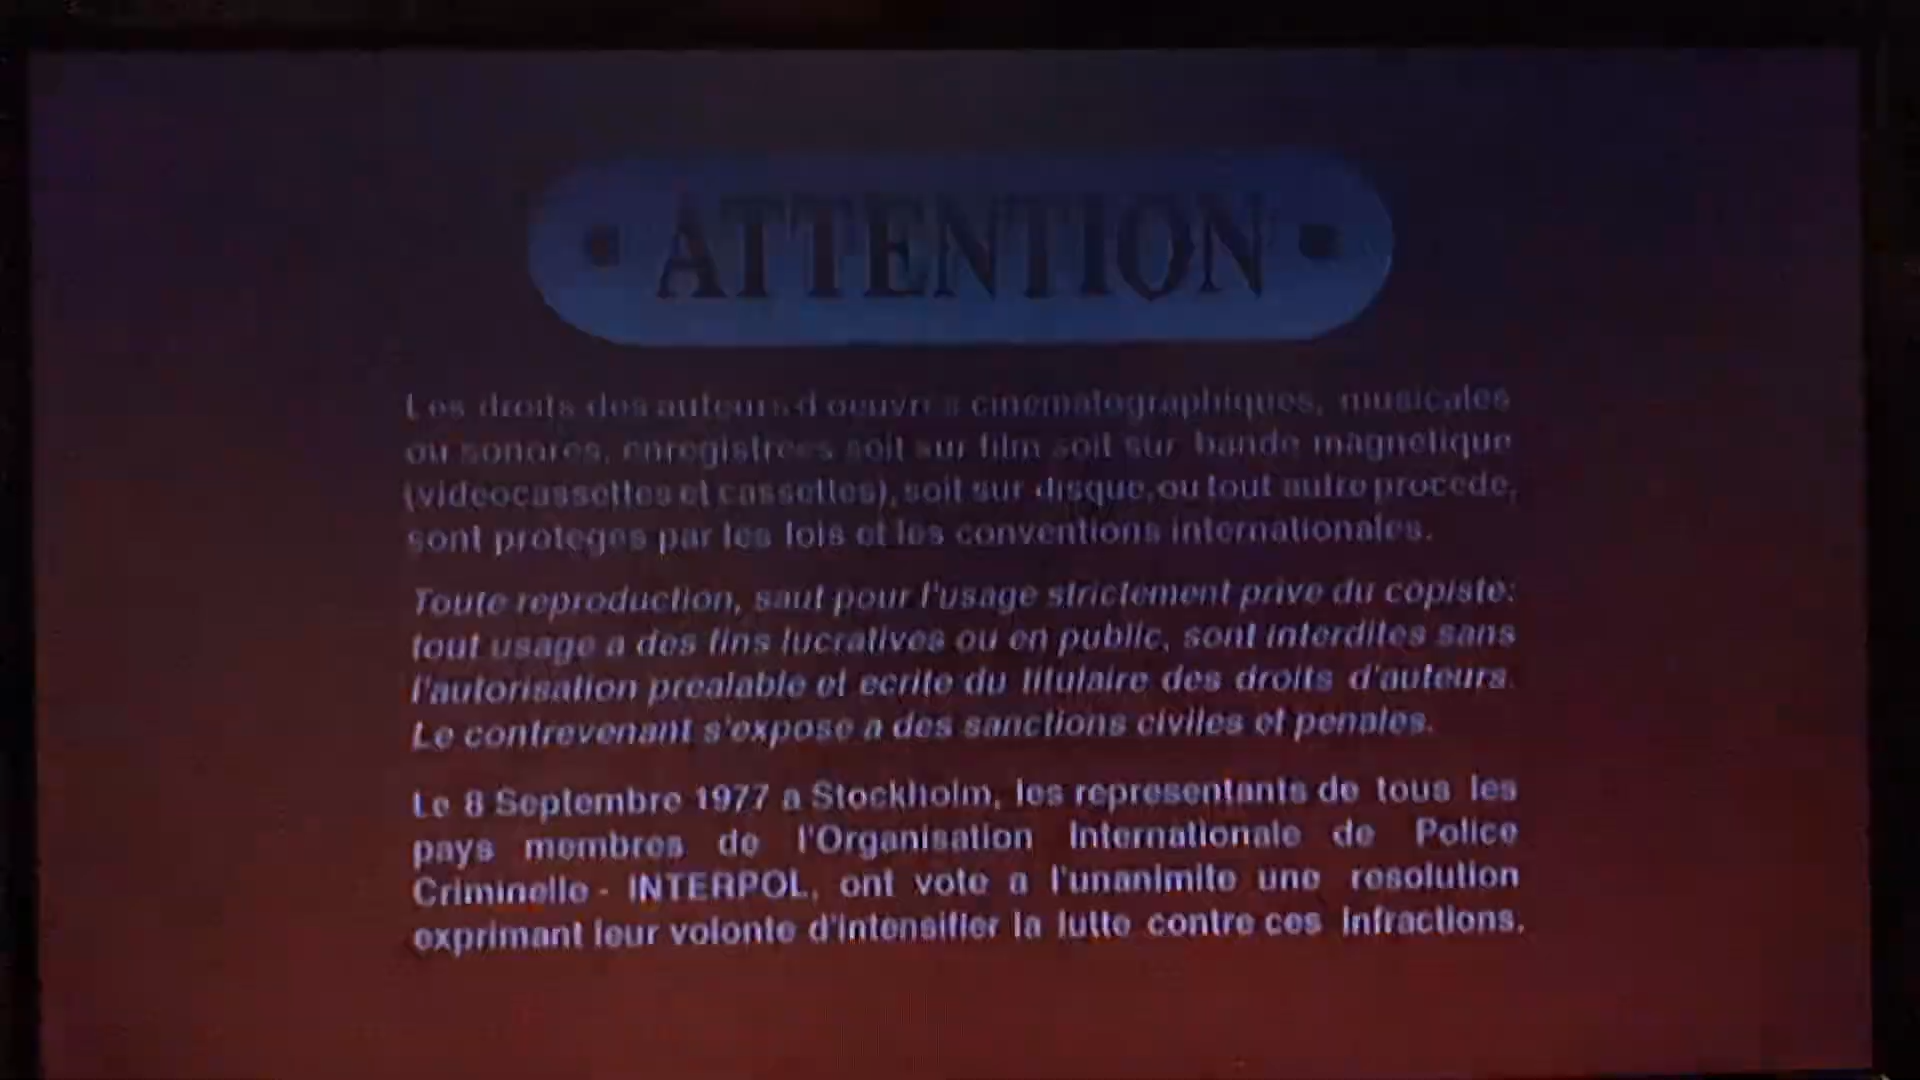 • ATTENTION •
Les droits des auteurs d'oeuvres cinematographiques, musicales
ou sonores, enregistrees soit sur film soit sur bande magnetique
(videocassettes et cassettes), soit sur disque, ou tout autre procede,
sont proteges par les lois et les conventions internationales.
Toute reproduction, sauf pour l'usage strictement prive du copiste:
tout usage a des fins lucratives ou en public, sont interdites sans
l'autorisation prealable et ecrite du titulaire des droits d'auteurs.
Le contrevenant s'expose a des sanctions civiles et penales.
Le 8 Septembre 1977 a Stockholm, les representants de tous les
pays membres de l'Organisation Internationale de Police
Criminelle - INTERPOL, ont vote a l'unanimite une resolution
exprimant leur volonte d'intensifier la lutte contre ces infractions.